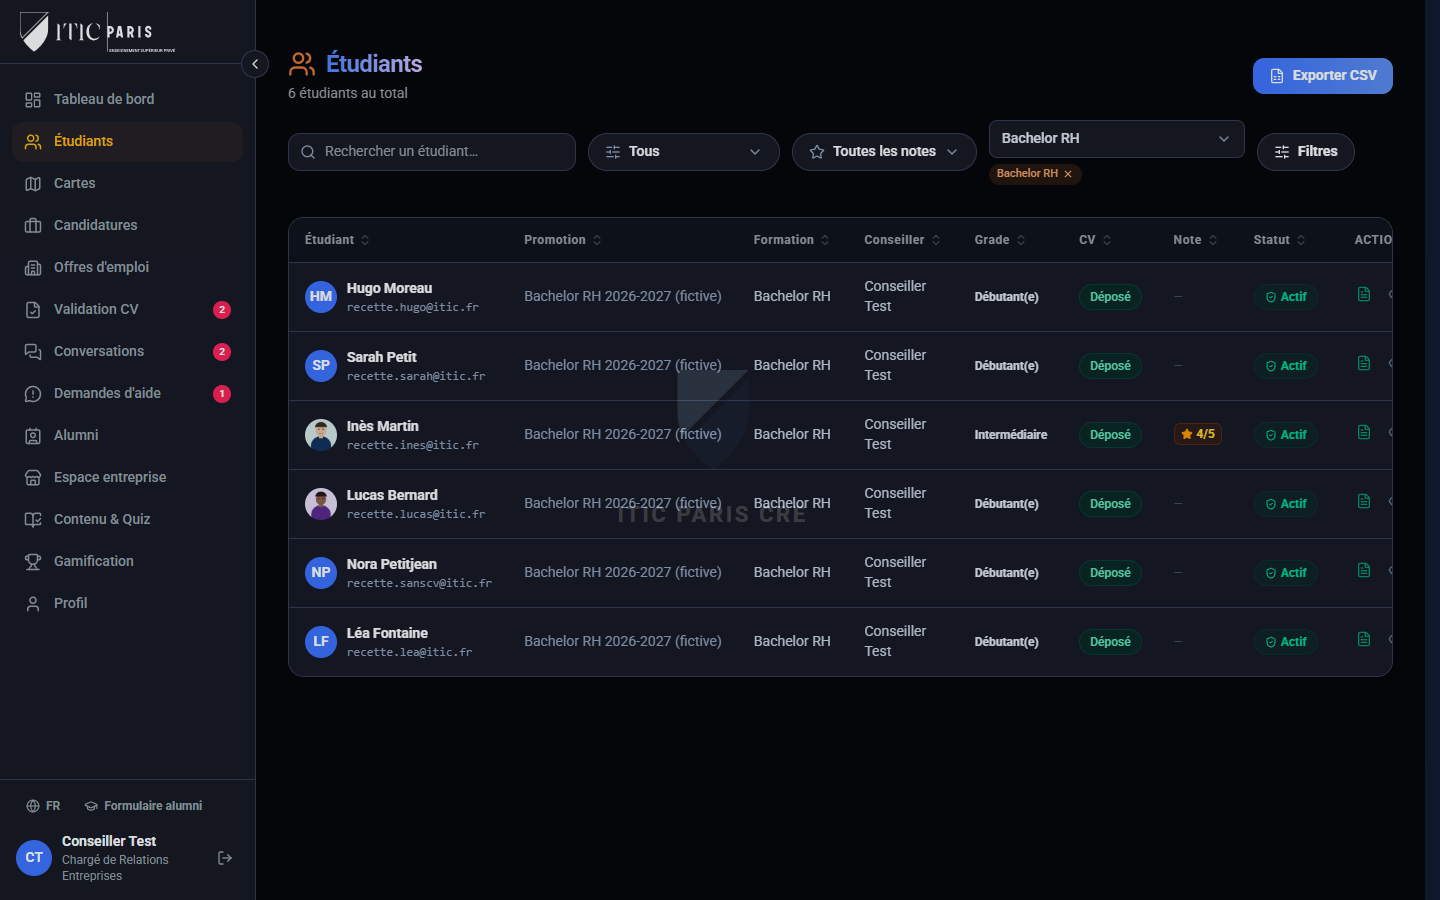 ITIC PARIS
ENSEIGNEMENT SUPÉRIEUR PRIVÉ
Tableau de bord
Étudiants
Cartes
Candidatures
Offres d'emploi
Validation CV 2
Conversations 2
Demandes d'aide 1
Alumni
Espace entreprise
Contenu & Quiz
Gamification
Profil
FR Formulaire alumni
CT
Conseiller Test
Chargé de Relations
Entreprises
Étudiants
6 étudiants au total
Exporter CSV
Rechercher un étudiant...
Tous
Toutes les notes
Bachelor RH
Bachelor RH ×
Filtres
Étudiant Promotion Formation Conseiller Grade CV Note Statut ACTIO
HM Hugo Moreau recette.hugo@itic.fr Bachelor RH 2026-2027 (fictive) Bachelor RH Conseiller Test Débutant(e) Déposé – Actif
SP Sarah Petit recette.sarah@itic.fr Bachelor RH 2026-2027 (fictive) Bachelor RH Conseiller Test Débutant(e) Déposé – Actif
Inès Martin recette.ines@itic.fr Bachelor RH 2026-2027 (fictive) Bachelor RH Conseiller Test Intermédiaire Déposé 4/5 Actif
Lucas Bernard recette.lucas@itic.fr Bachelor RH 2026-2027 (fictive) Bachelor RH Conseiller Test Débutant(e) Déposé – Actif
ITIC PARIS CRE
NP Nora Petitjean recette.sanscv@itic.fr Bachelor RH 2026-2027 (fictive) Bachelor RH Conseiller Test Débutant(e) Déposé – Actif
LF Léa Fontaine recette.lea@itic.fr Bachelor RH 2026-2027 (fictive) Bachelor RH Conseiller Test Débutant(e) Déposé – Actif